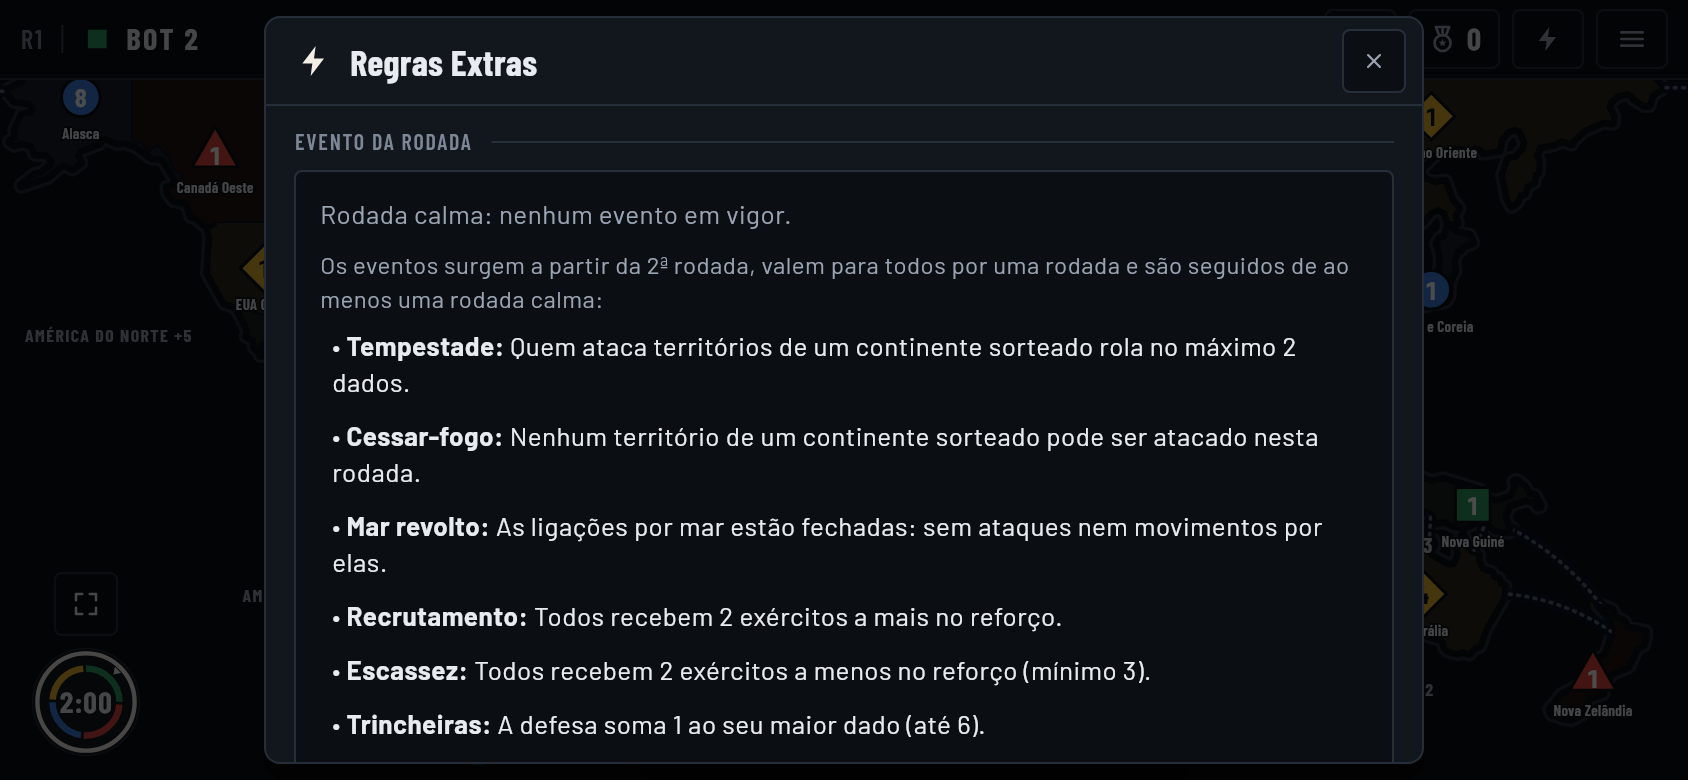 R1
BOT 2
0
Regras Extras
EVENTO DA RODADA
Rodada calma: nenhum evento em vigor.
Os eventos surgem a partir da 2ª rodada, valem para todos por uma rodada e são seguidos de ao
menos uma rodada calma:
• Tempestade: Quem ataca territórios de um continente sorteado rola no máximo 2
dados.
• Cessar-fogo: Nenhum território de um continente sorteado pode ser atacado nesta
rodada.
• Mar revolto: As ligações por mar estão fechadas: sem ataques nem movimentos por
elas.
• Recrutamento: Todos recebem 2 exércitos a mais no reforço.
• Escassez: Todos recebem 2 exércitos a menos no reforço (mínimo 3).
• Trincheiras: A defesa soma 1 ao seu maior dado (até 6).
8
Alasca
1
Canadá Oeste
EUA
AMÉRICA DO NORTE +5
AM
2:00
1
o Oriente
1
e Coreia
1
3
Nova Guiné
rália
2
1
Nova Zelândia